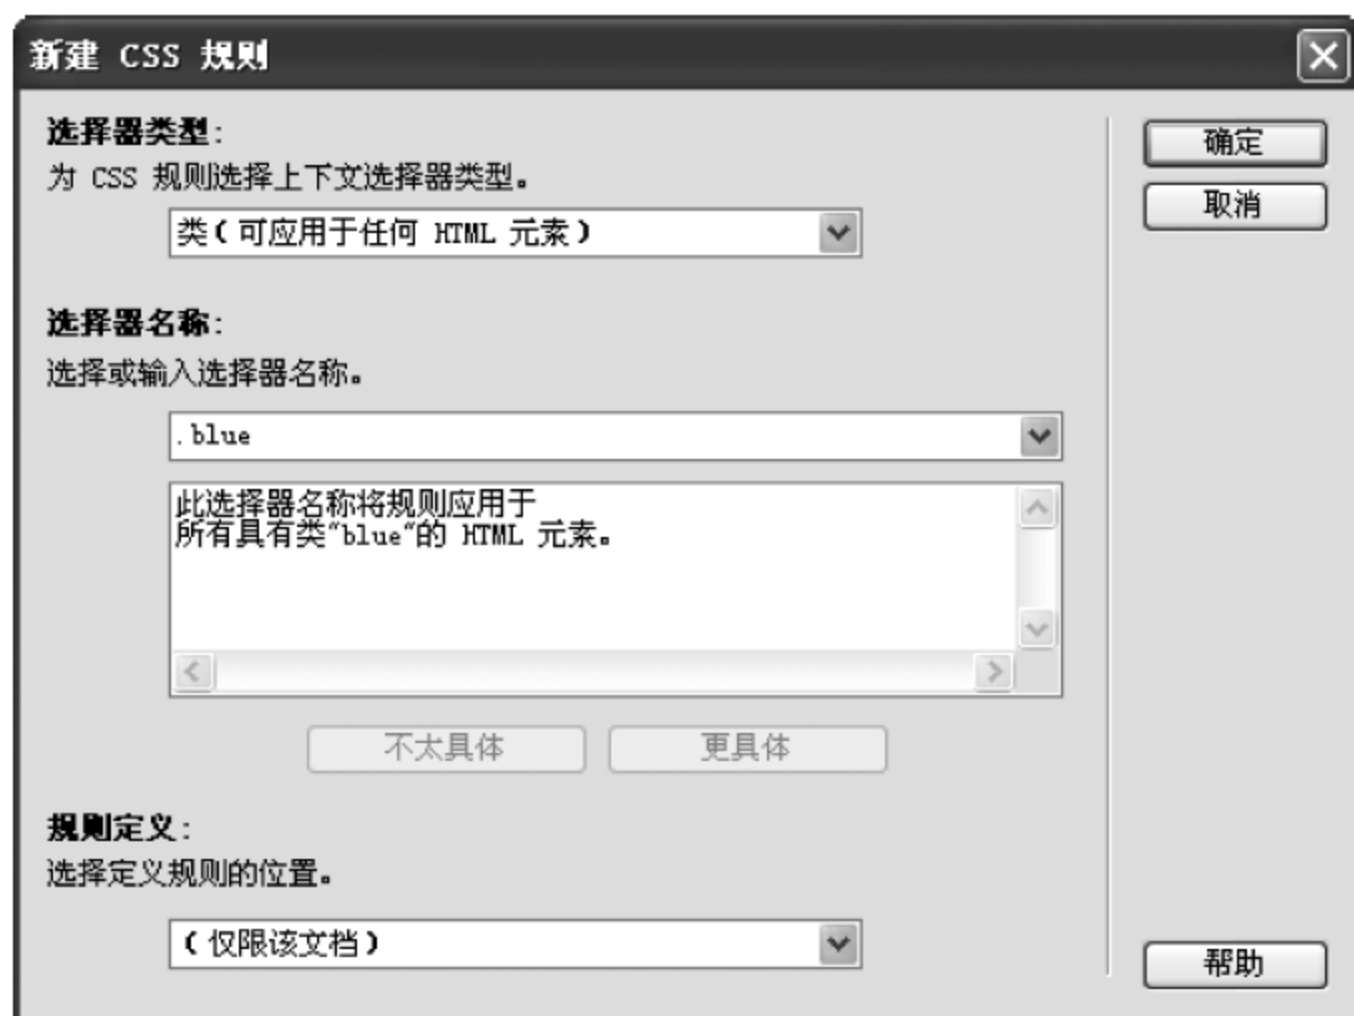 新建 CSS 规则
选择器类型:
为 CSS 规则选择上下文选择器类型。
类(可应用于任何 HTML 元素)
选择器名称:
选择或输入选择器名称。
.blue
此选择器名称将规则应用于
所有具有类“blue“的 HTML 元素。
不太具体
更具体
规则定义:
选择定义规则的位置。
(仅限该文档)
确定
取消
帮助